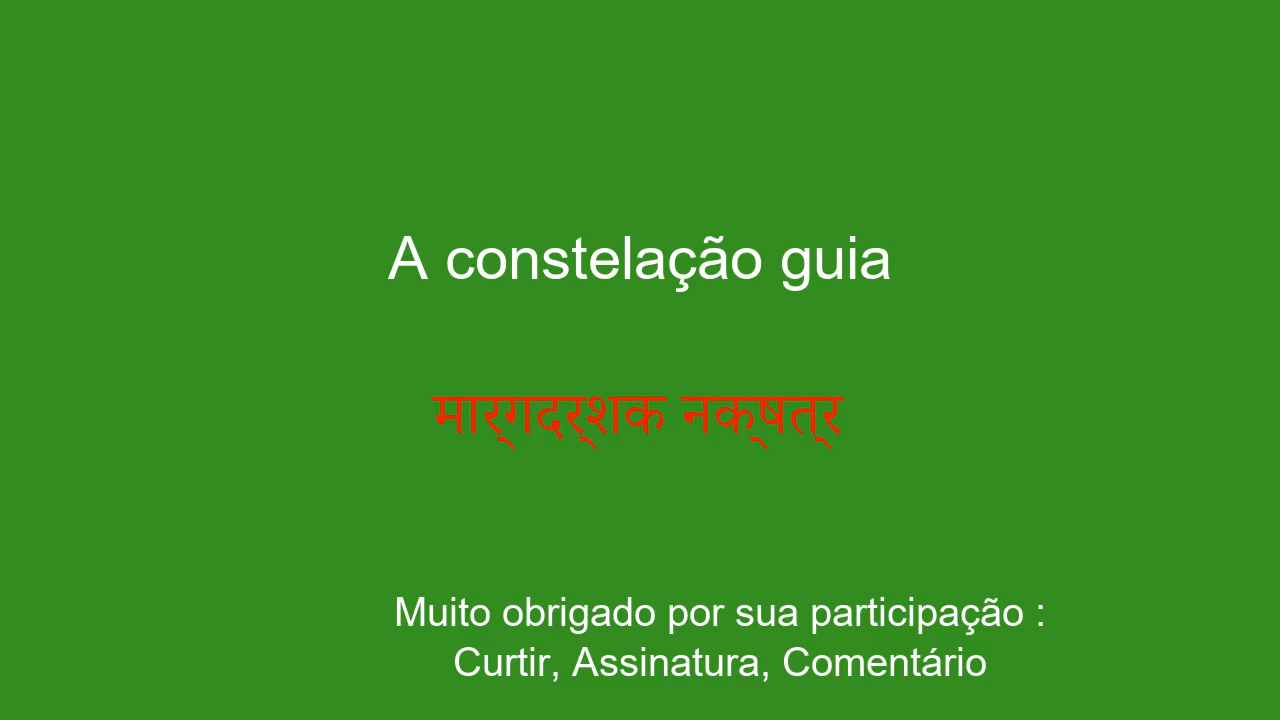 A constelação guia
मार्गदर्शक नक्षत्र
Muito obrigado por sua participação :
Curtir, Assinatura, Comentário